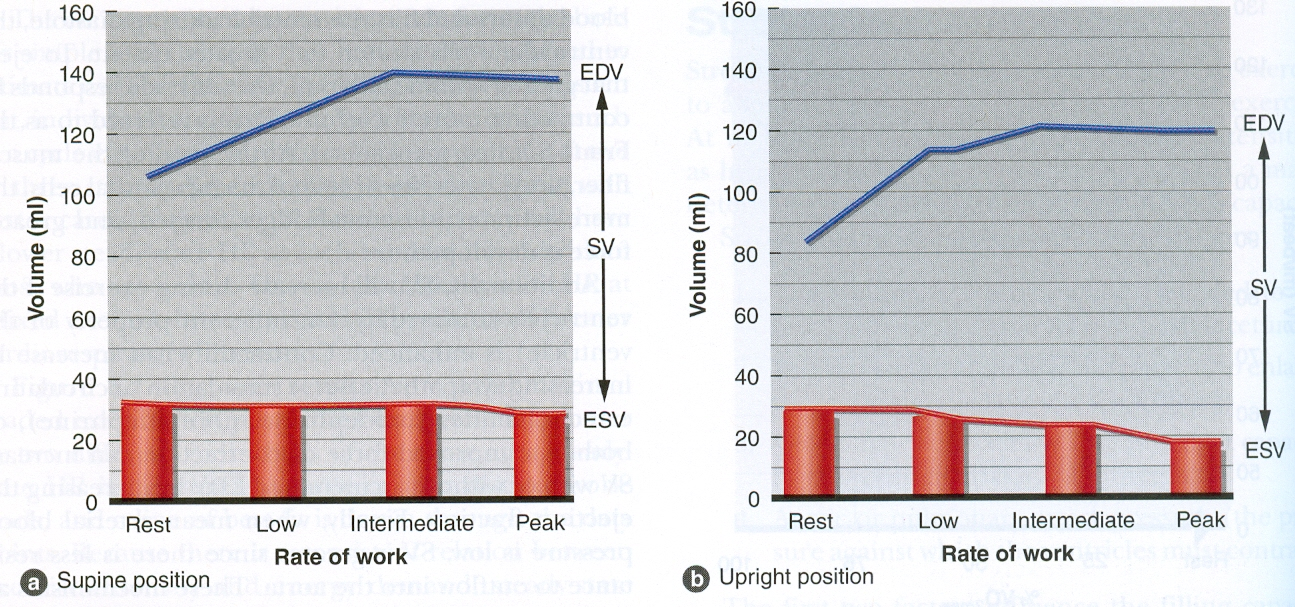 160
140
120
100
80
60
40
20
0
Volume (ml)
EDV
SV
ESV
Rest Low Intermediate Peak
Rate of work
a Supine position
160
140
120
100
80
60
40
20
0
Volume (ml)
EDV
SV
ESV
Rest Low Intermediate Peak
Rate of work
b Upright position